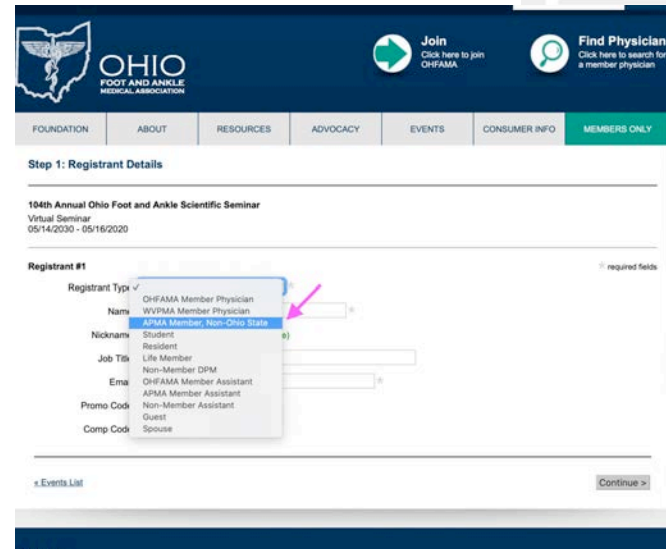 OHIO
FOOT AND ANKLE
MEDICAL ASSOCIATION
Join
Click here to join
OHFAMA
Find Physician
Click here to search for
a member physician
FOUNDATION ABOUT RESOURCES ADVOCACY EVENTS CONSUMER INFO MEMBERS ONLY
Step 1: Registrant Details
104th Annual Ohio Foot and Ankle Scientific Seminar
Virtual Seminar
05/14/2030 - 05/16/2020
Registrant #1
* required fields
Registrant Type ✓ *
OHFAMA Member Physician
Name WVPMA Member Physician *
APMA Member, Non-Ohio State
Nickname Student e)
Resident
Job Title Life Member
Non-Member DPM
Emai OHFAMA Member Assistant *
APMA Member Assistant
Promo Code Non-Member Assistant
Guest
Comp Code Spouse
« Events List
Continue >